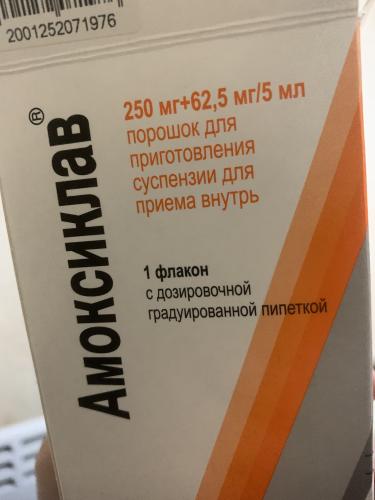 2001252071976
Амоксиклав®
250 мг+62,5 мг/5 мл
порошок для
приготовления
суспензии для
приема внутрь
1 флакон
с дозировочной
градуированной пипеткой